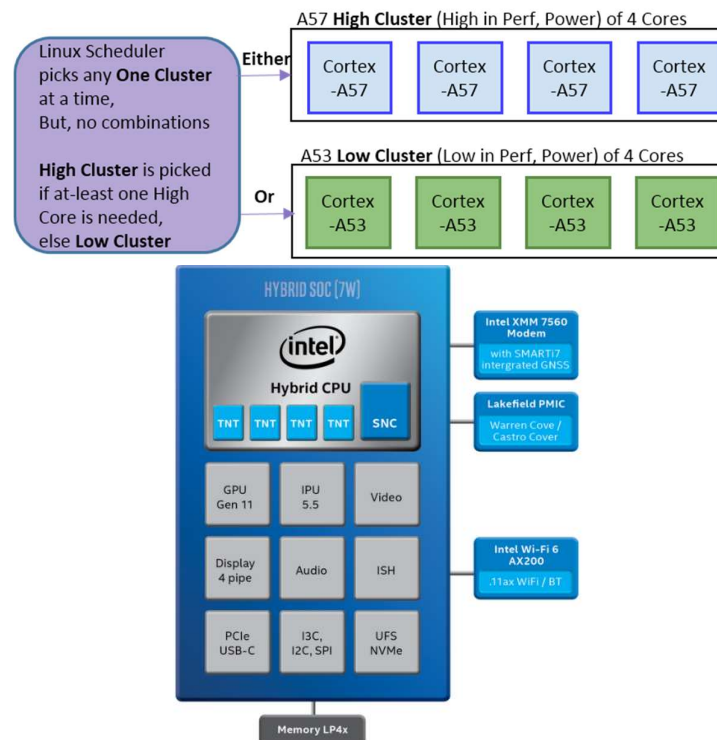 A57 High Cluster (High in Perf, Power) of 4 Cores
Linux Scheduler
picks any One Cluster
at a time,
But, no combinations
High Cluster is picked
if at-least one High
Core is needed,
else Low Cluster
Either
Cortex
-A57
Cortex
-A57
Cortex
-A57
Cortex
-A57
A53 Low Cluster (Low in Perf, Power) of 4 Cores
Or
Cortex
-A53
Cortex
-A53
Cortex
-A53
Cortex
-A53
HYBRID SOC (7W)
intel
Hybrid CPU
TNT
TNT
TNT
TNT
SNC
GPU
Gen 11
IPU
5.5
Video
Display
4 pipe
Audio
ISH
PCIe
USB-C
I3C,
I2C, SPI
UFS
NVMe
Intel XMM 7560
Modem
with SMARTi7
intergrated GNSS
Lakefield PMIC
Warren Cove /
Castro Cover
Intel Wi-Fi 6
AX200
.11ax WiFi / BT
Memory LP4x